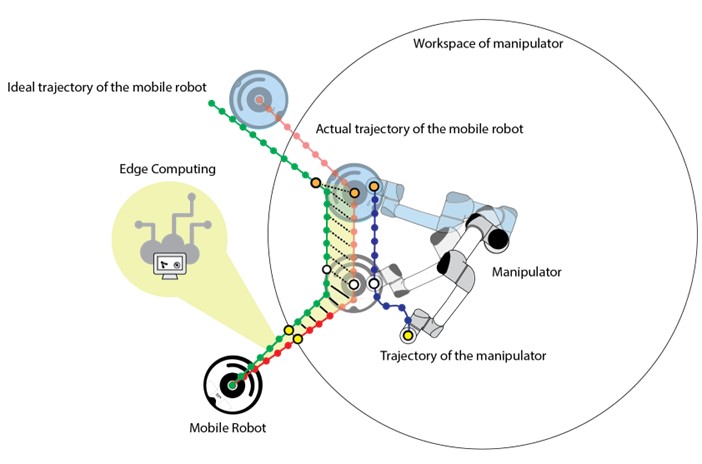 Workspace of manipulator
Ideal trajectory of the mobile robot
Actual trajectory of the mobile robot
Edge Computing
Manipulator
Trajectory of the manipulator
Mobile Robot